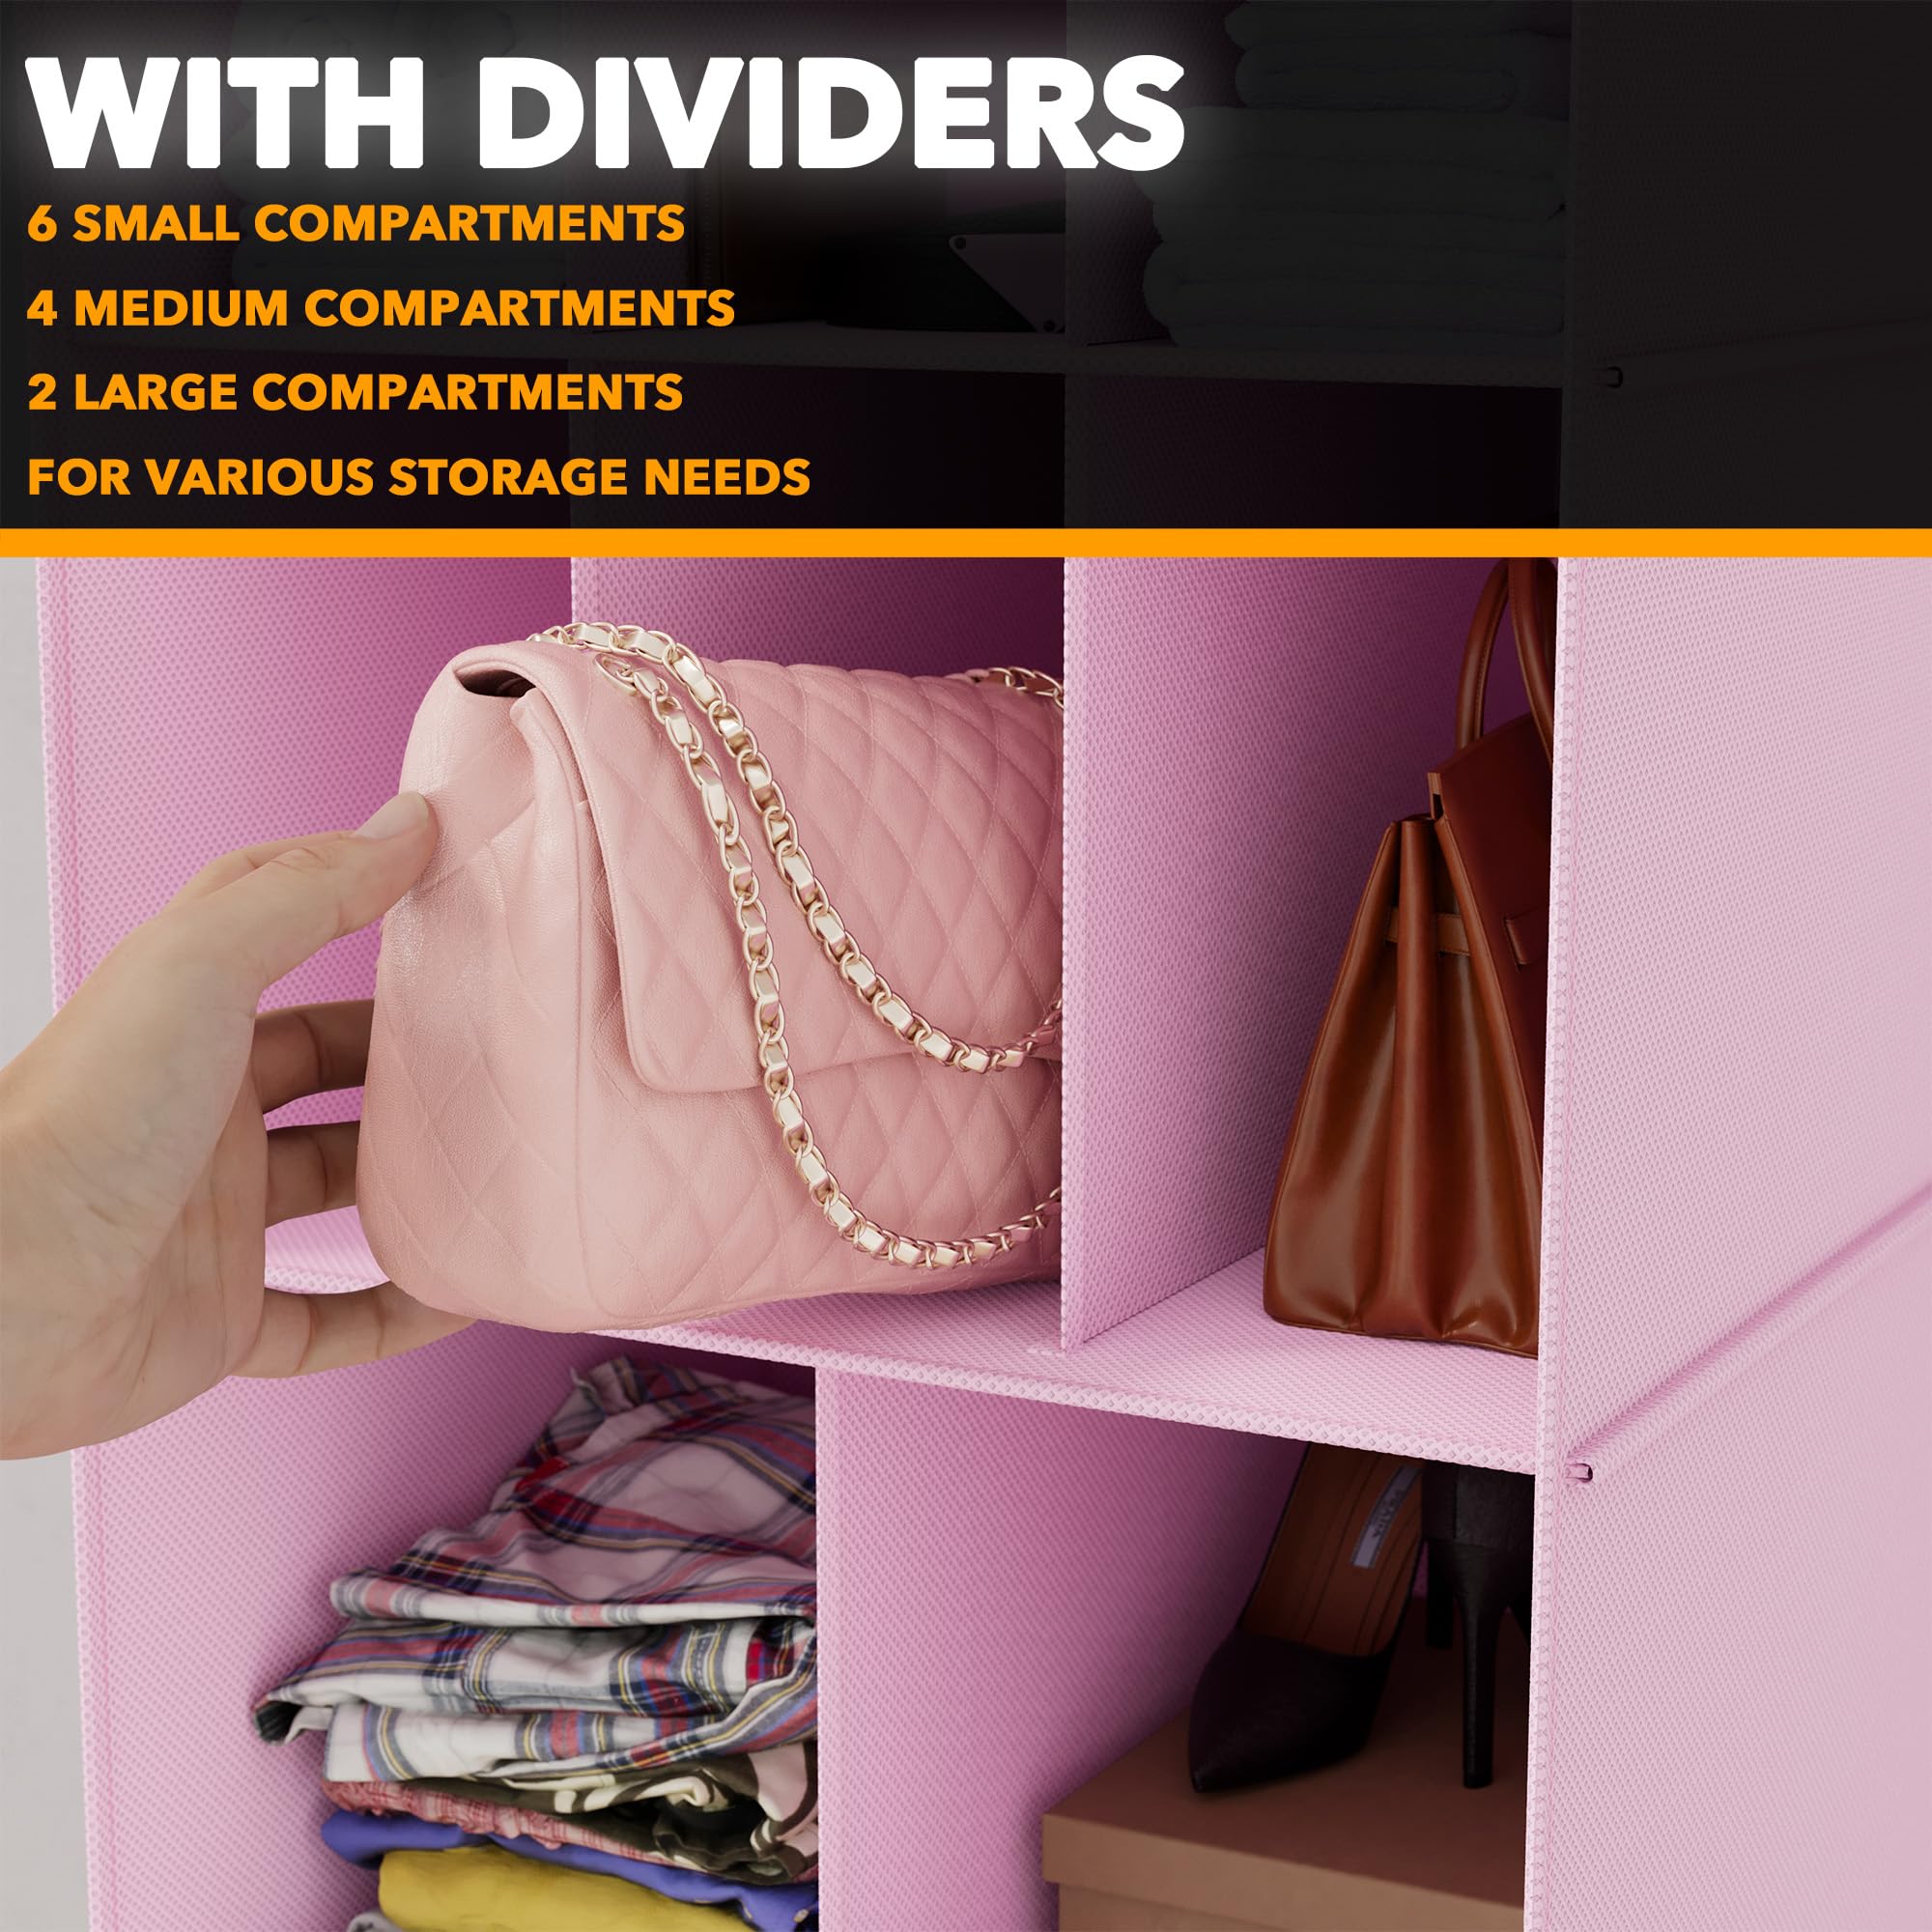 WITH DIVIDERS
6 SMALL COMPARTMENTS
4 MEDIUM COMPARTMENTS
2 LARGE COMPARTMENTS
FOR VARIOUS STORAGE NEEDS